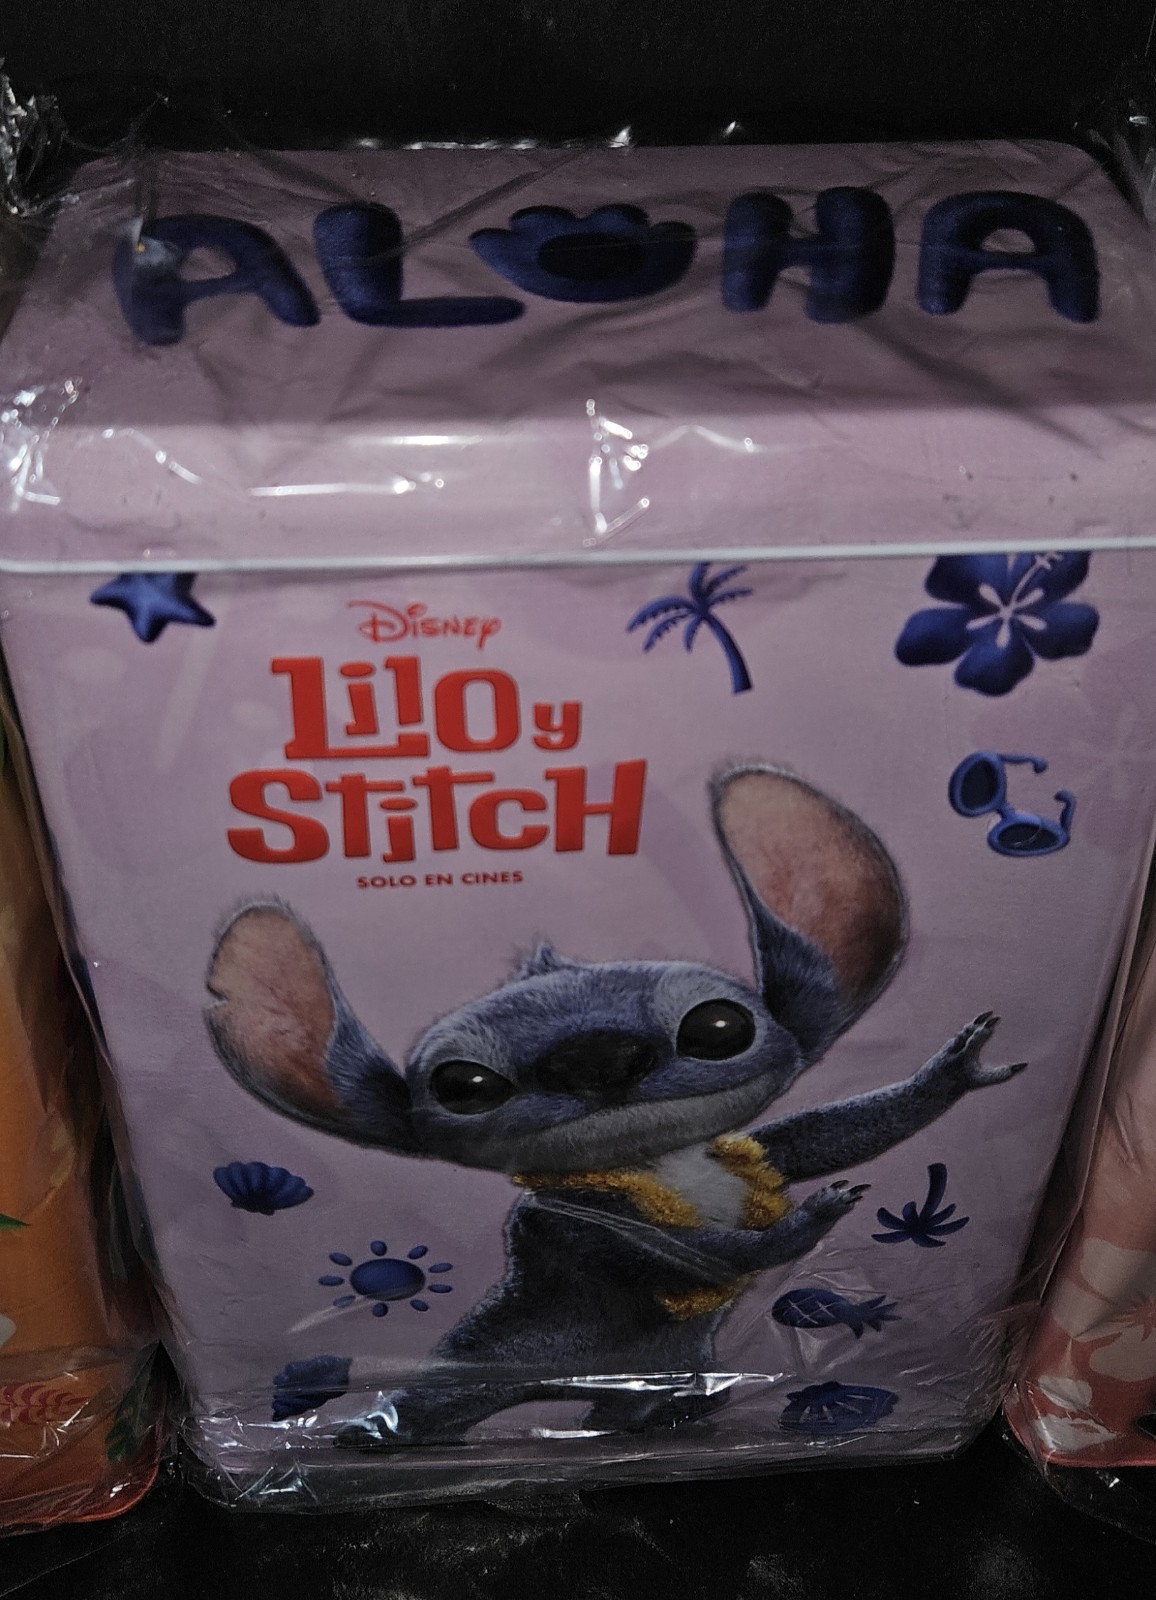 ALOHA
DISNEY
Lilo y
Stitch
SOLO EN CINES